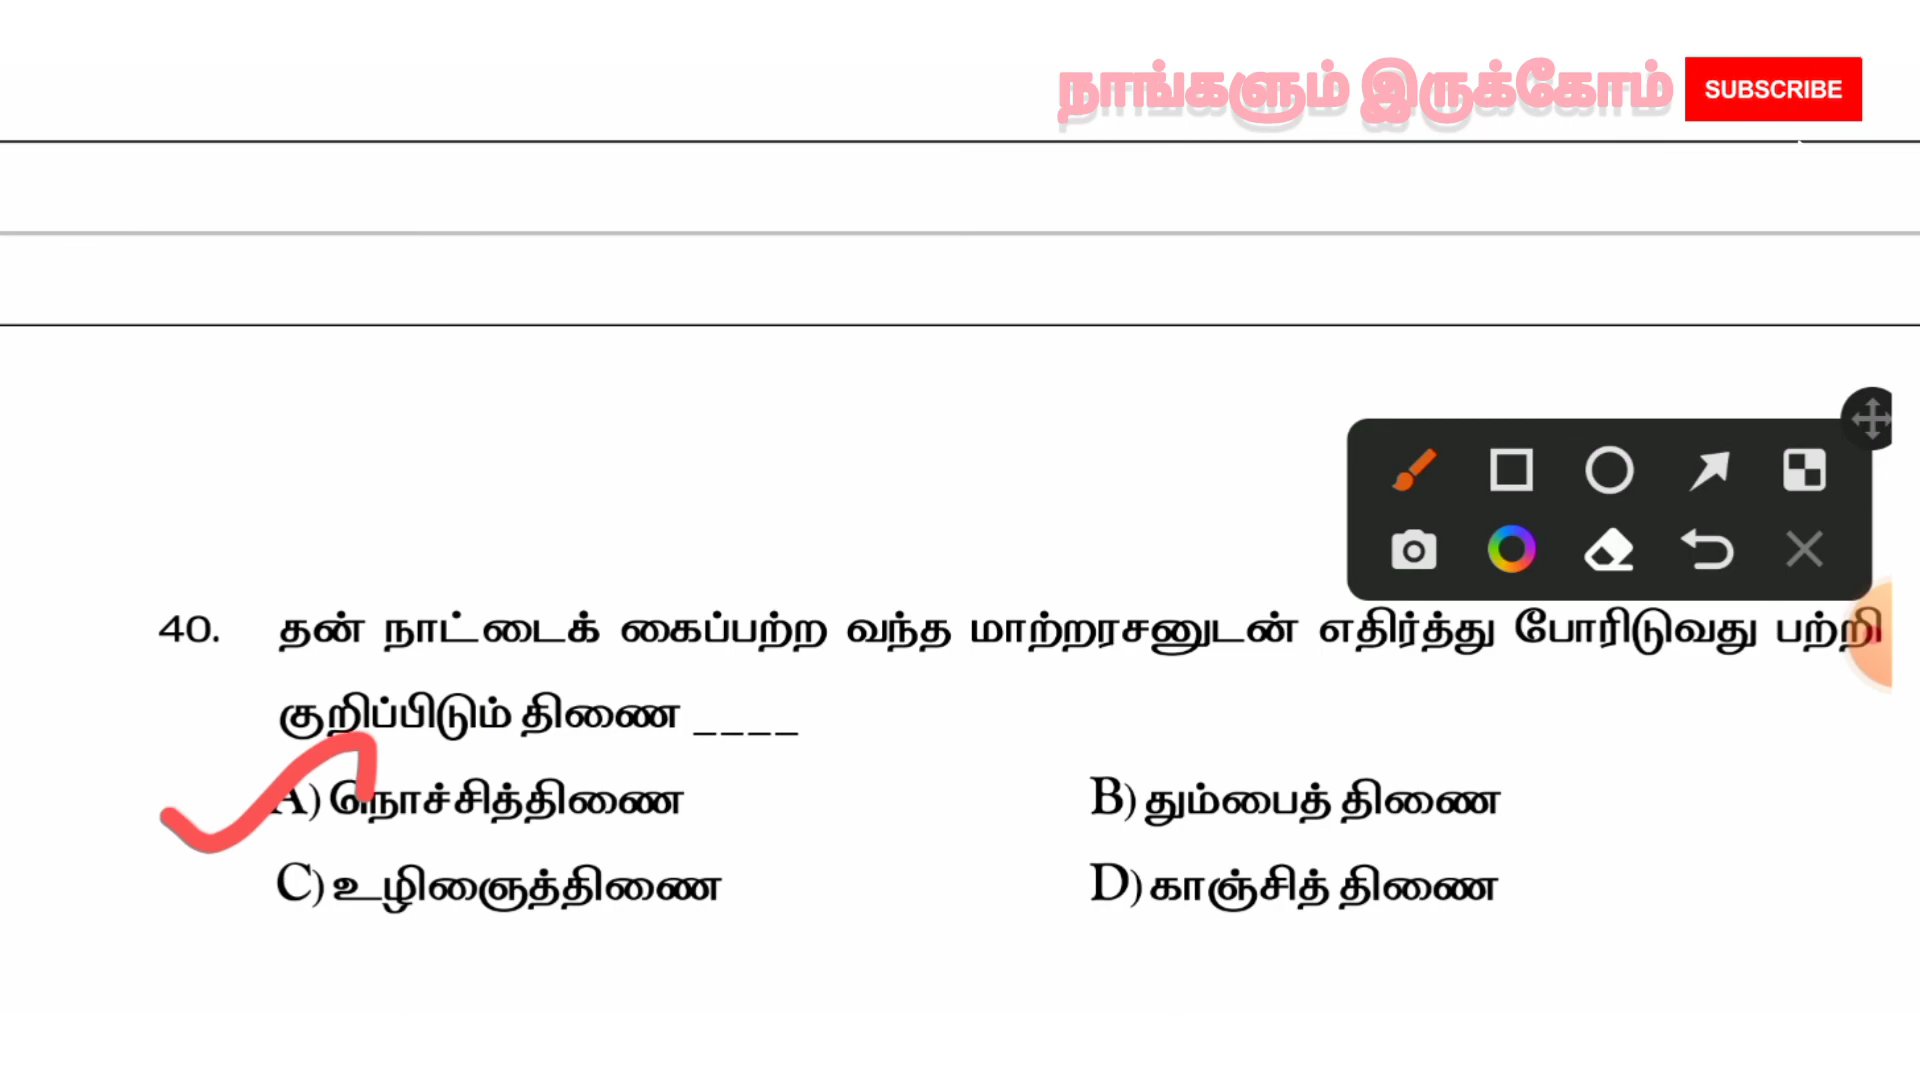 நாங்களும் இருக்கோம் SUBSCRIBE
40. தன் நாட்டைக் கைப்பற்ற வந்த மாற்றரசனுடன் எதிர்த்து போரிடுவது பற்றி
குறிப்பிடும் திணை ____
A) நொச்சித்திணை B) தும்பைத் திணை
C) உழிஞைத்திணை D) காஞ்சித் திணை